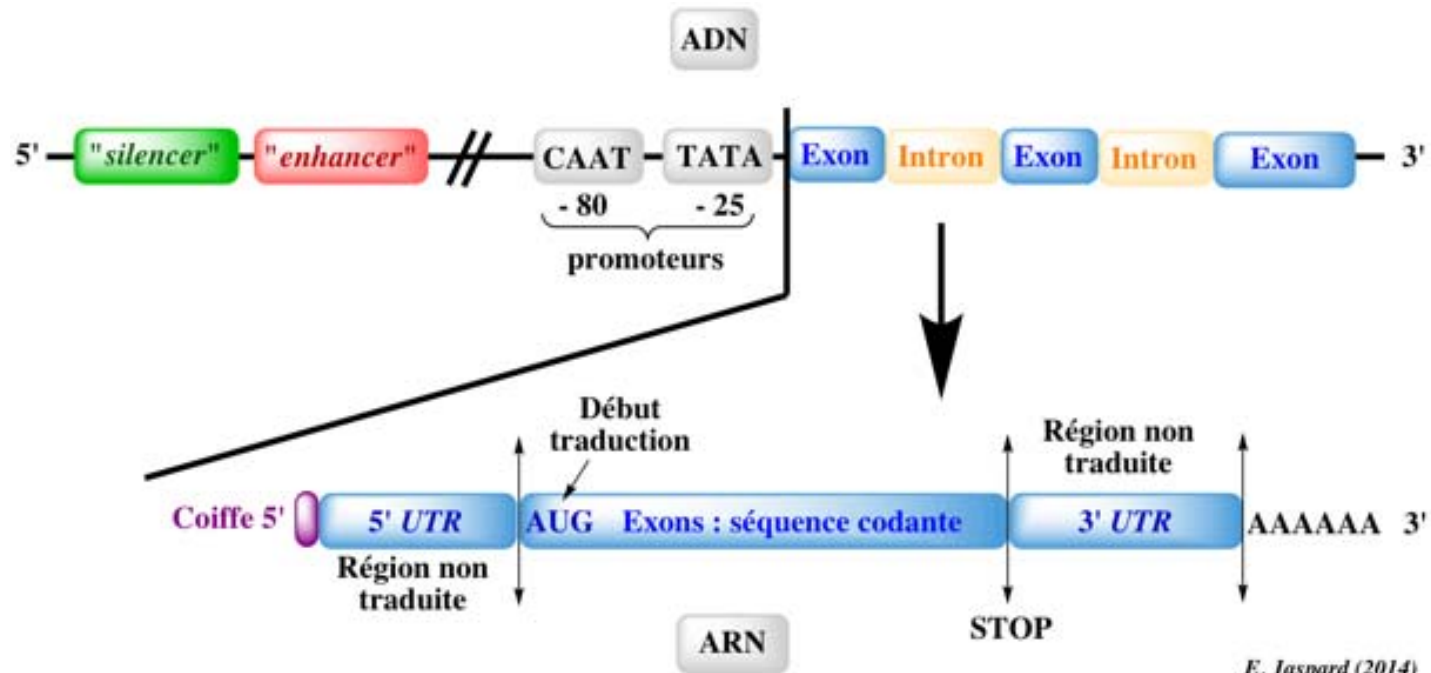 ADN
5' "silencer" "enhancer" CAAT TATA Exon Intron Exon Intron Exon 3'
- 80 - 25
promoteurs
Début
traduction
Région non
traduite
Coiffe 5' 5' UTR AUG Exons : séquence codante 3' UTR AAAAAA 3'
Région non
traduite
STOP
ARN
E. Jaspard (2014)